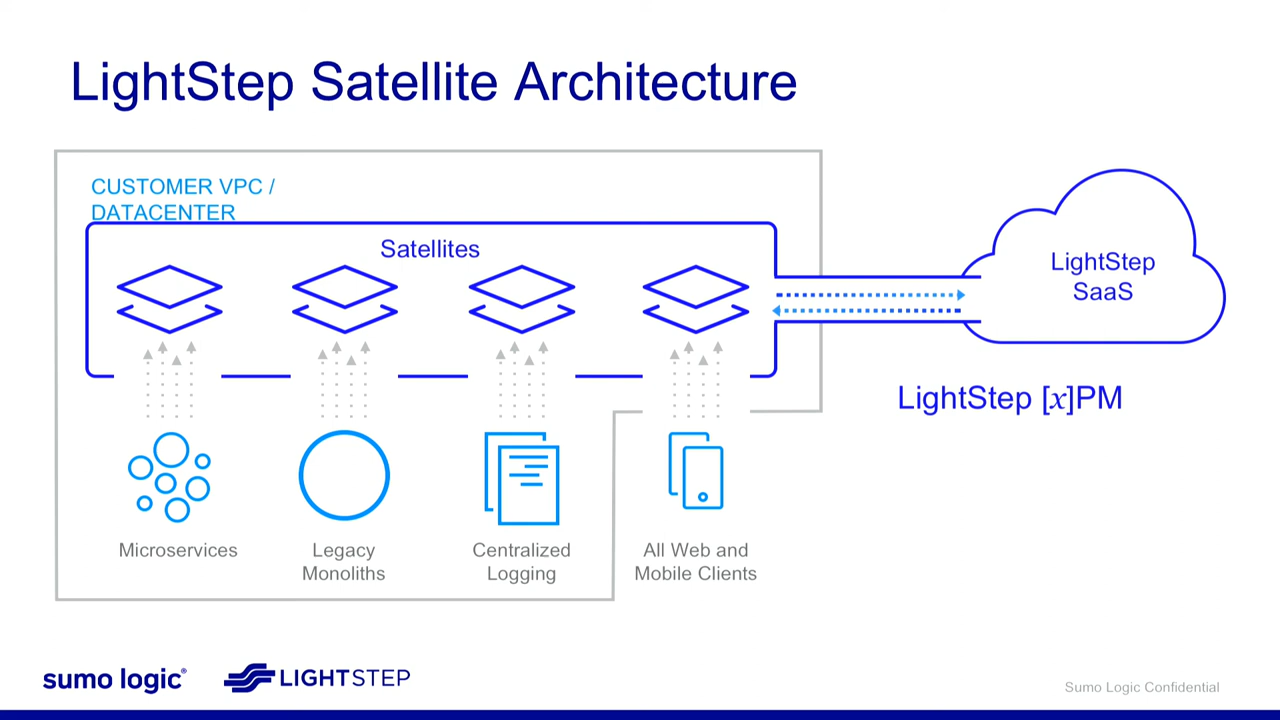 LightStep Satellite Architecture
CUSTOMER VPC /
DATACENTER
Satellites
LightStep
SaaS
LightStep [x]PM
Microservices
Legacy
Monoliths
Centralized
Logging
All Web and
Mobile Clients
sumo logic®
LIGHTSTEP
Sumo Logic Confidential